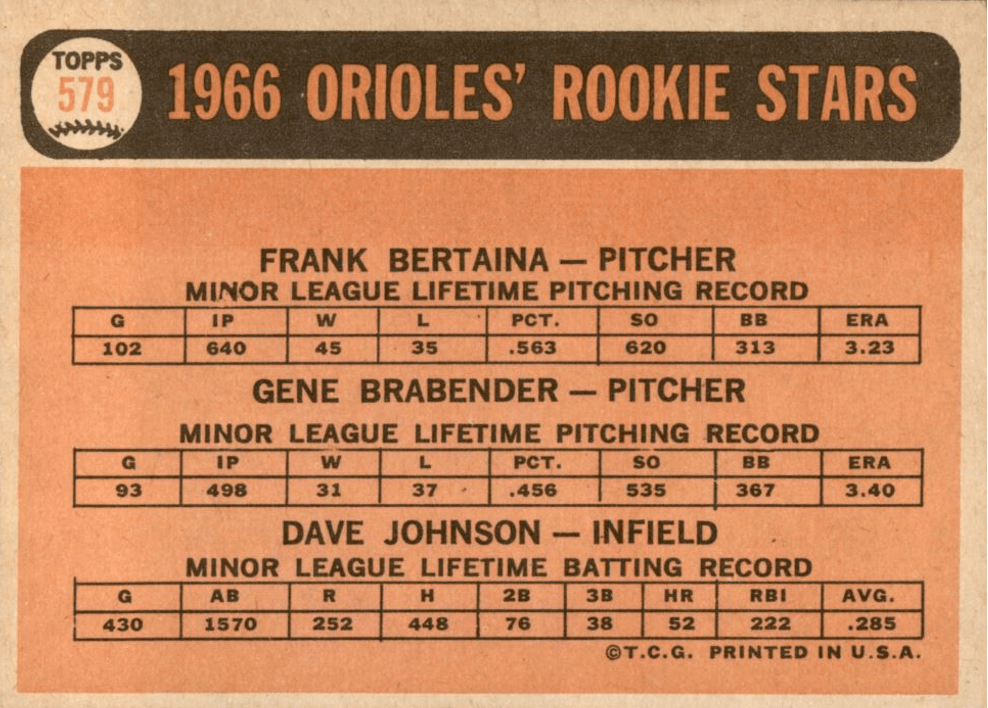 TOPPS
579
1966 ORIOLES' ROOKIE STARS
FRANK BERTAINA — PITCHER
MINOR LEAGUE LIFETIME PITCHING RECORD
G IP W L PCT. SO BB ERA
102 640 45 35 .563 620 313 3.23
GENE BRABENDER — PITCHER
MINOR LEAGUE LIFETIME PITCHING RECORD
G IP W L PCT. SO BB ERA
93 498 31 37 .456 535 367 3.40
DAVE JOHNSON — INFIELD
MINOR LEAGUE LIFETIME BATTING RECORD
G AB R H 2B 3B HR RBI AVG.
430 1570 252 448 76 38 52 222 .285
©T.C.G. PRINTED IN U.S.A.